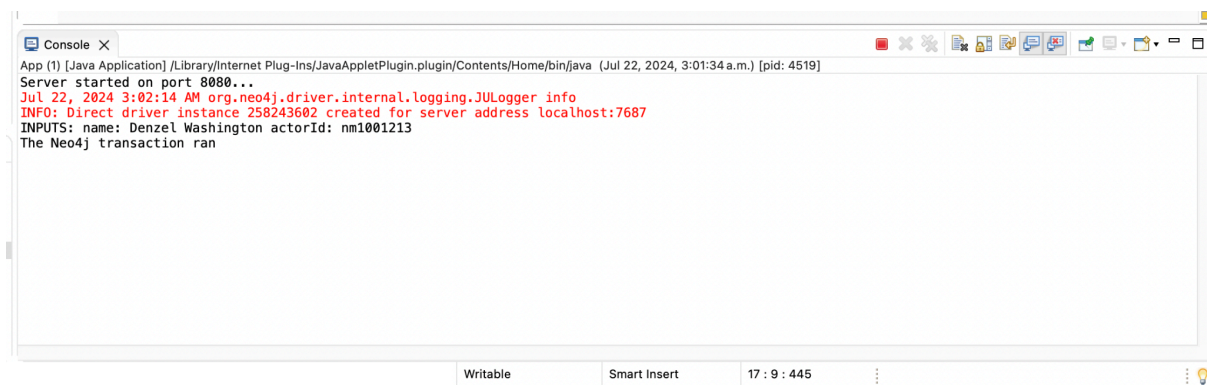 Console
App (1) [Java Application] /Library/Internet Plug-Ins/JavaAppletPlugin.plugin/Contents/Home/bin/java (Jul 22, 2024, 3:01:34 a.m.) [pid: 4519]
Server started on port 8080...
Jul 22, 2024 3:02:14 AM org.neo4j.driver.internal.logging.JULogger info
INFO: Direct driver instance 258243602 created for server address localhost:7687
INPUTS: name: Denzel Washington actorId: nm1001213
The Neo4j transaction ran
Writable Smart Insert 17 : 9 : 445